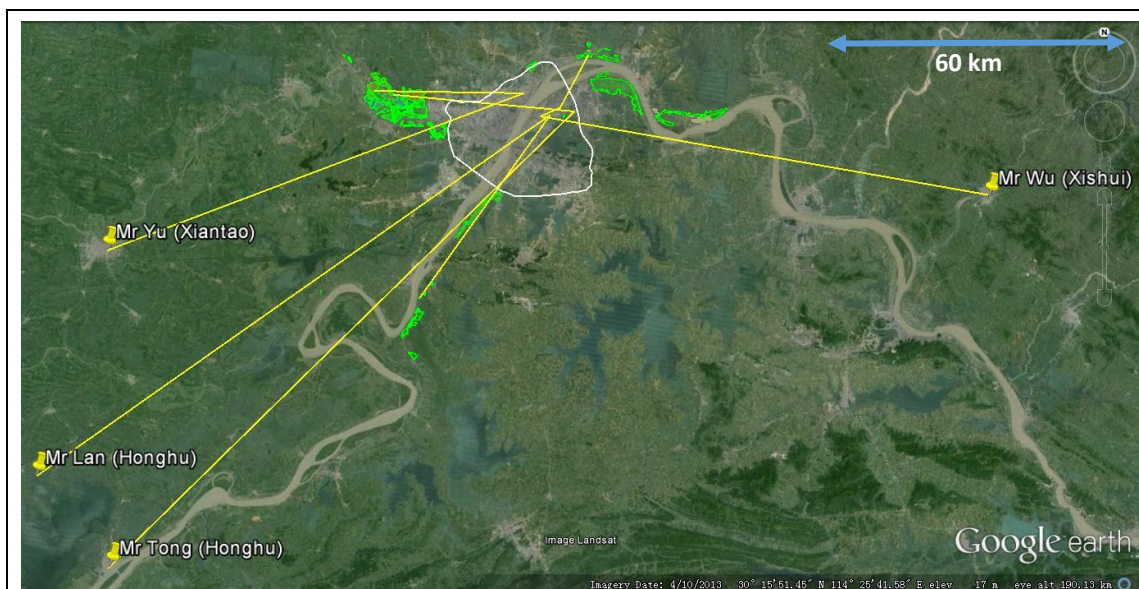 N
60 km
Mr Wu (Xishui)
Mr Yu (Xiantao)
Mr Lan (Honghu)
Mr Tong (Honghu)
Image Landsat
Google earth
Imagery Date: 4/10/2013 30° 15'51.45" N 114° 25'41.58" E elev 17 m eye alt 190.13 km